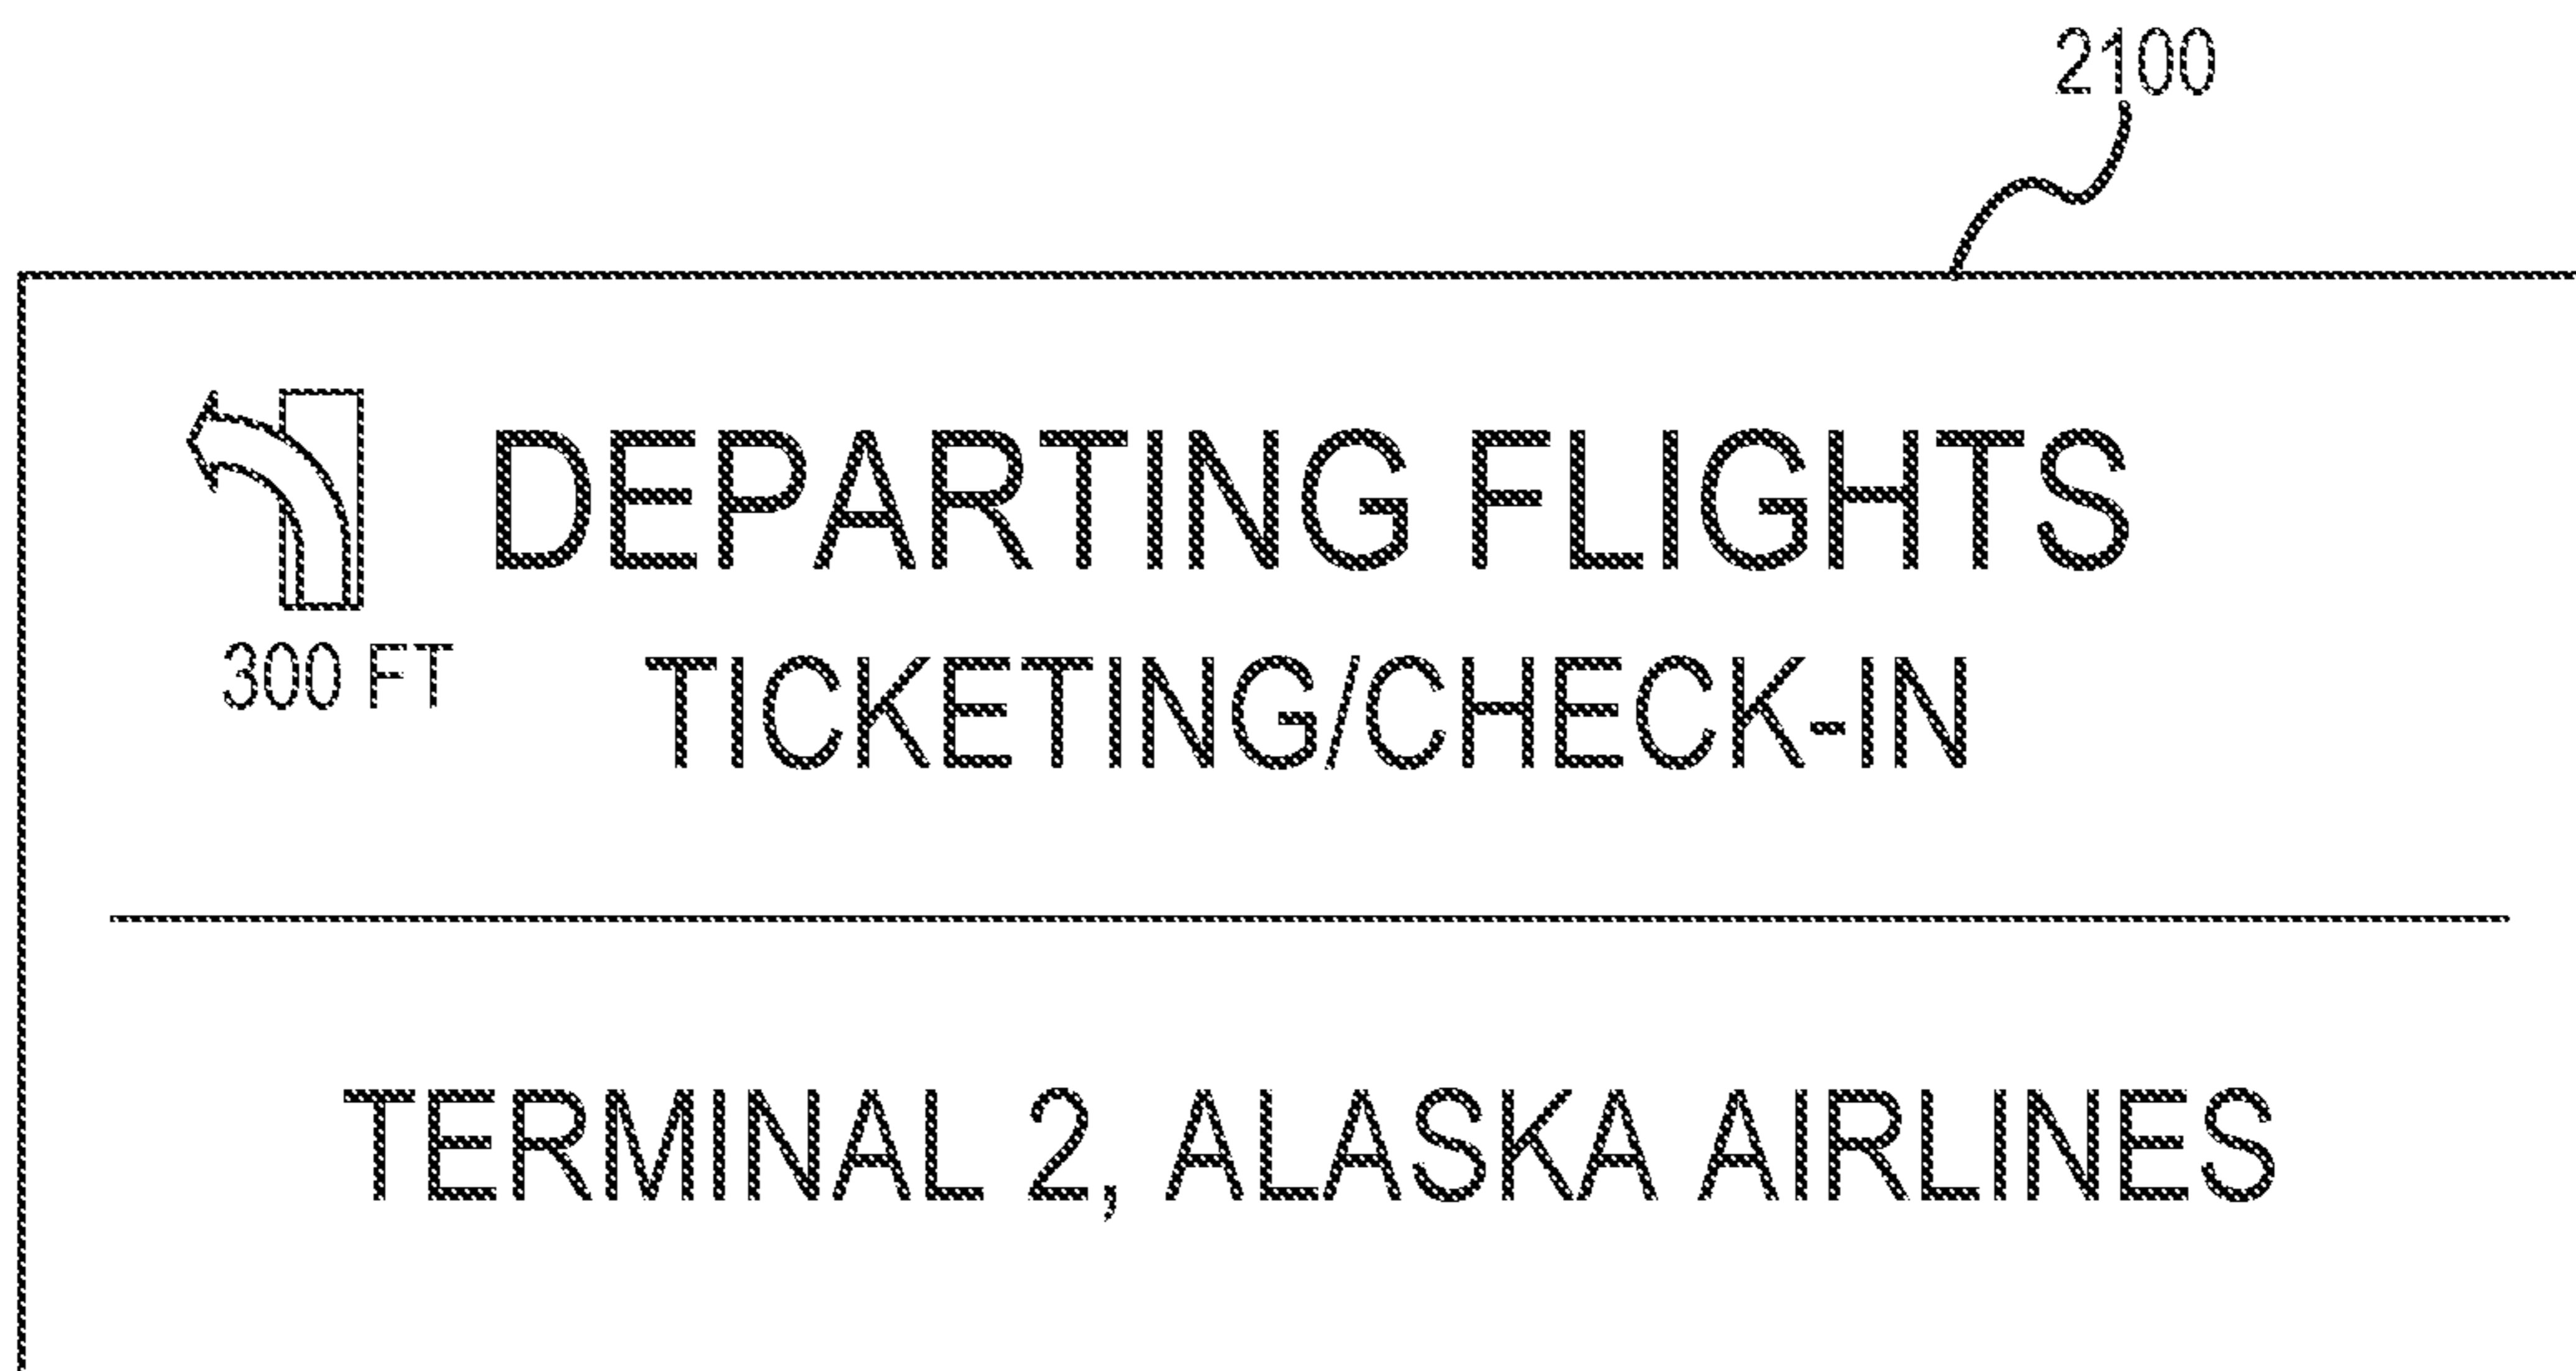 2100
DEPARTING FLIGHTS
300 FT
TICKETING/CHECK-IN
TERMINAL 2, ALASKA AIRLINES